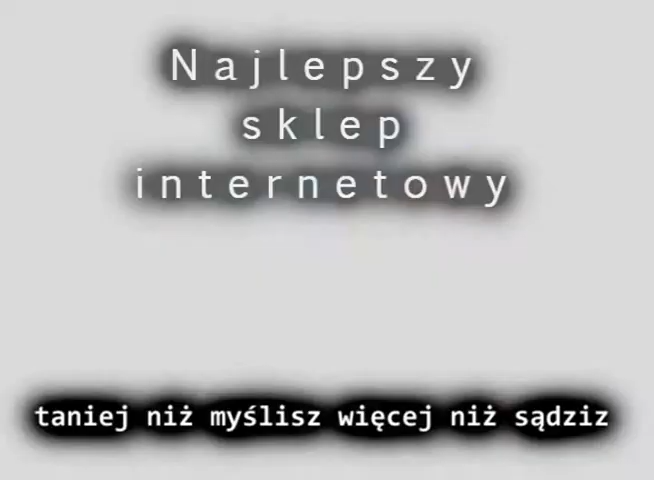 Najlepszy
sklep
internetowy
taniej niż myślisz więcej niż sądziz